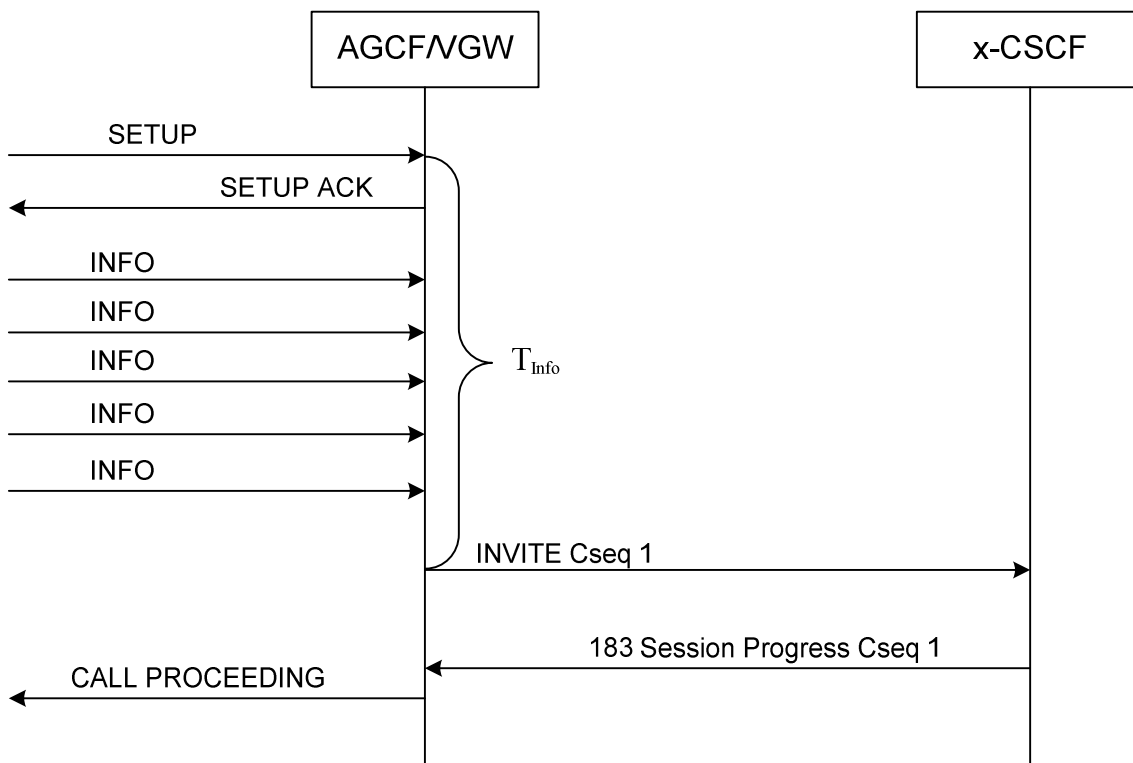 AGCF/VGW
x-CSCF
SETUP
SETUP ACK
INFO
INFO
INFO
INFO
INFO
TInfo
INVITE Cseq 1
183 Session Progress Cseq 1
CALL PROCEEDING